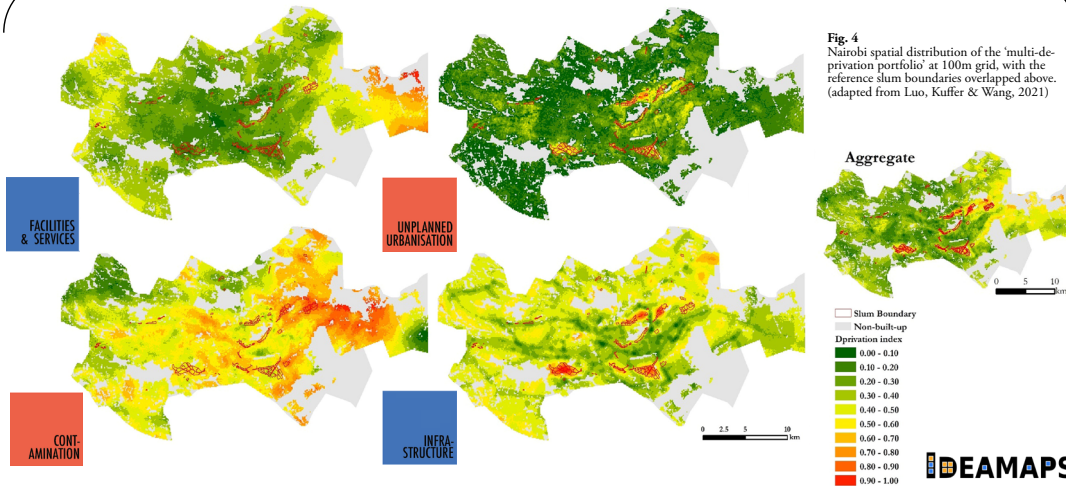 Fig. 4
Nairobi spatial distribution of the ‘multi-de-
privation portfolio’ at 100m grid, with the
reference slum boundaries overlapped above.
(adapted from Luo, Kuffer & Wang, 2021)
FACILITIES
& SERVICES
UNPLANNED
URBANISATION
Aggregate
0 5 10
km
CONT-
AMINATION
INFRA-
STRUCTURE
0 2.5 5 10
km
Slum Boundary
Non-built-up
Dprivation index
0.00 - 0.10
0.10 - 0.20
0.20 - 0.30
0.30 - 0.40
0.40 - 0.50
0.50 - 0.60
0.60 - 0.70
0.70 - 0.80
0.80 - 0.90
0.90 - 1.00
IDEAMAPS